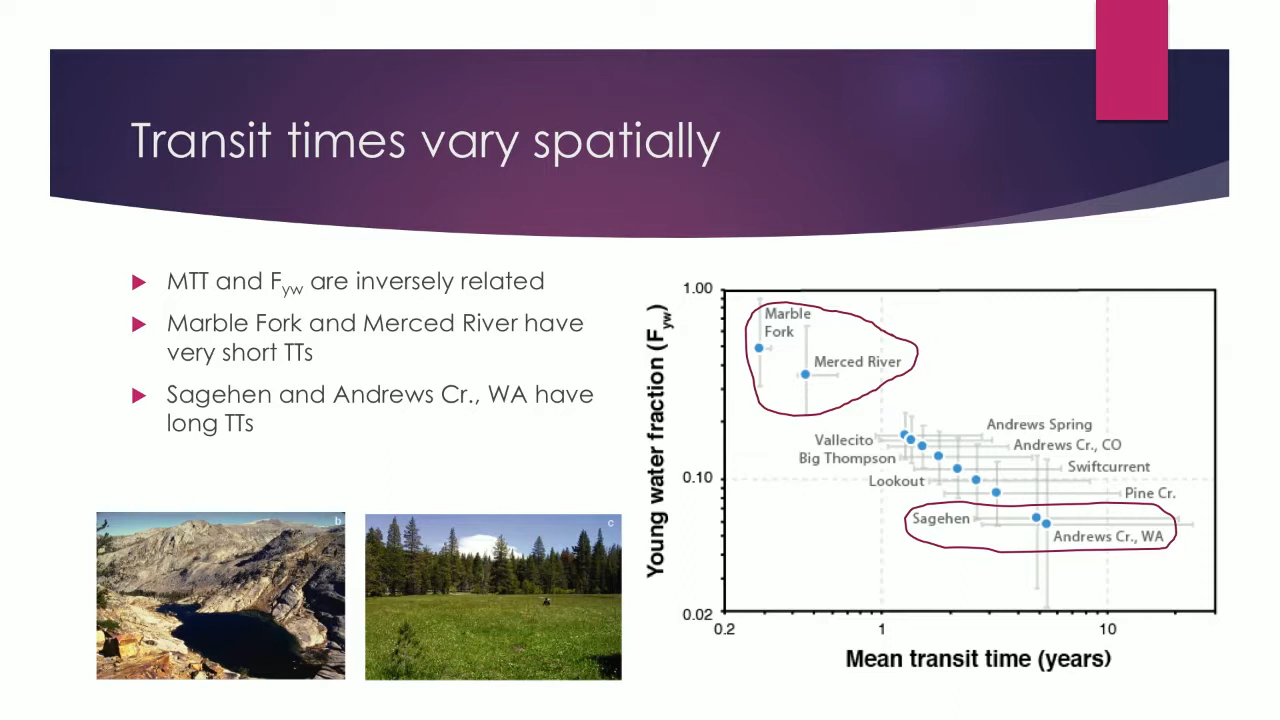 Transit times vary spatially
MTT and Fyw are inversely related
Marble Fork and Merced River have
very short TTs
Sagehen and Andrews Cr., WA have
long TTs
b
c
Young water fraction (Fyw)
1.00
0.10
0.02
Marble
Fork
Merced River
Andrews Spring
Vallecito
Andrews Cr., CO
Big Thompson
Swiftcurrent
Lookout
Pine Cr.
Sagehen
Andrews Cr., WA
0.2
1
10
Mean transit time (years)